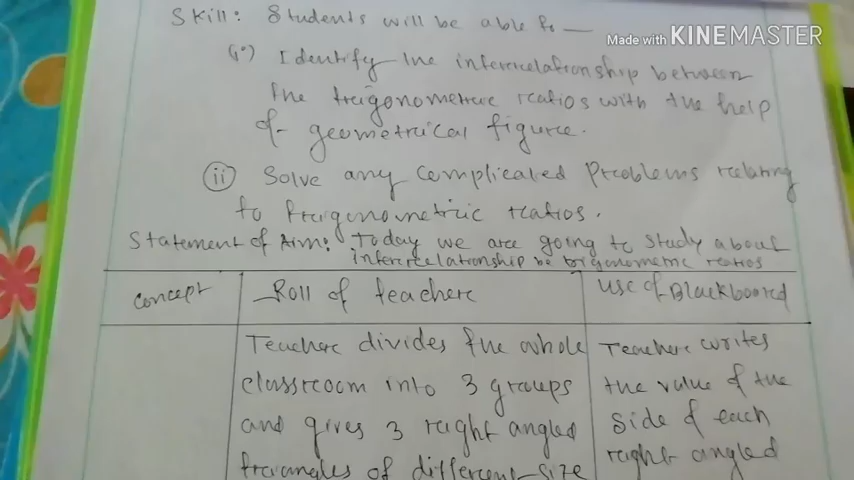 Skill: Students will be able to —
Made with KINEMASTER
(i) Identify the interrelationship between
the trigonometric ratios with the help
of geometrical figure.
(ii) Solve any complicated Problems relating
to trigonometric ratios.
Statement of Aim: Today we are going to study about
interrelationship be trigonometric ratios
concept
Roll of teacher
use of Blackboard
Teacher divides the whole
classroom into 3 groups
and gives 3 right angled
triangles of different size
Teacher writes
the value of the
side of each
right angled